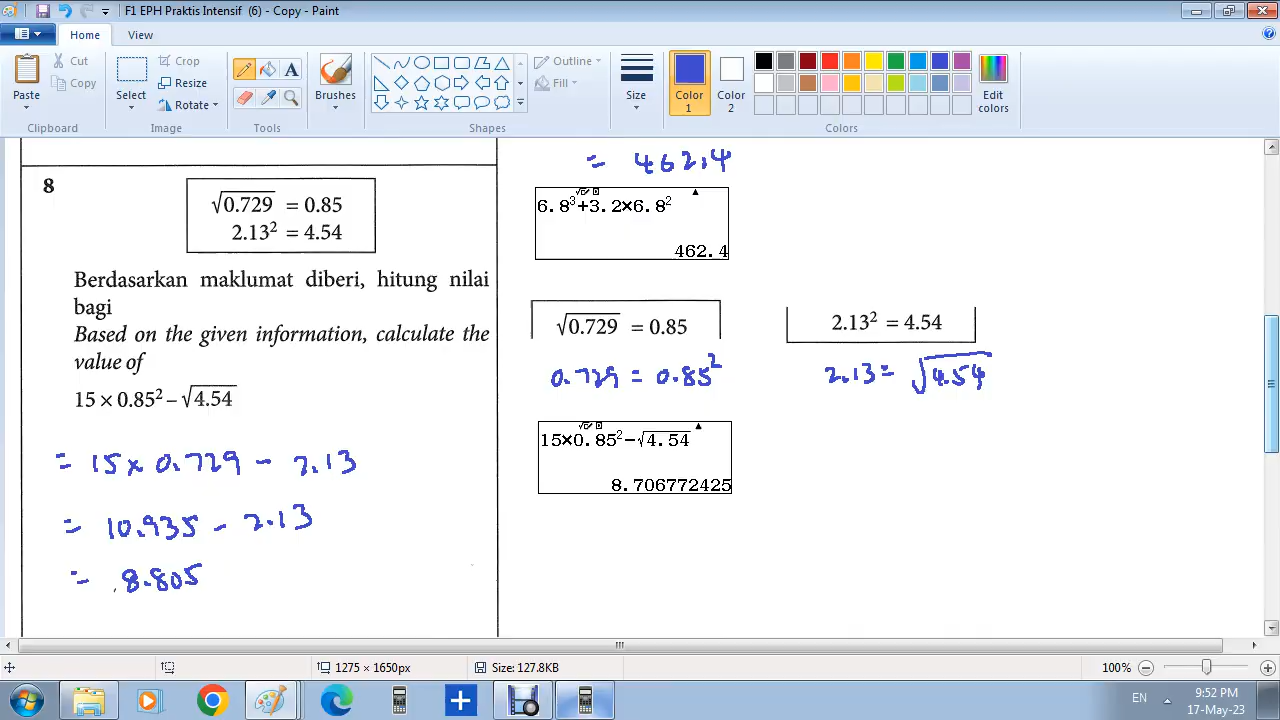 F1 EPH Praktis Intensif (6) - Copy - Paint
Home View
Paste
Cut
Copy
Clipboard
Select
Crop
Resize
Rotate
Image
A
Tools
Brushes
Shapes
Outline
Fill
Size
Color 1
Color 2
Edit colors
Colors
8
√0.729 = 0.85
2.13² = 4.54
Berdasarkan maklumat diberi, hitung nilai
bagi
Based on the given information, calculate the
value of
15 × 0.85² – √4.54
= 15 × 0.729 - 2.13
= 10.935 - 2.13
= 8.805
= 462.4
6.8³+3.2×6.8²
462.4
√0.729 = 0.85
0.729 = 0.85²
2.13² = 4.54
2.13 = √4.54
15×0.85²−√4.54
8.706772425
1275 × 1650px
Size: 127.8KB
100%
EN
9:52 PM
17-May-23